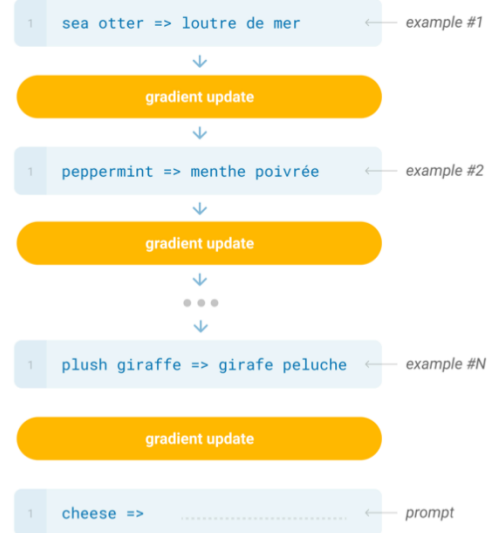 1 sea otter => loutre de mer example #1
gradient update
1 peppermint => menthe poivrée example #2
gradient update
1 plush giraffe => girafe peluche example #N
gradient update
1 cheese => prompt